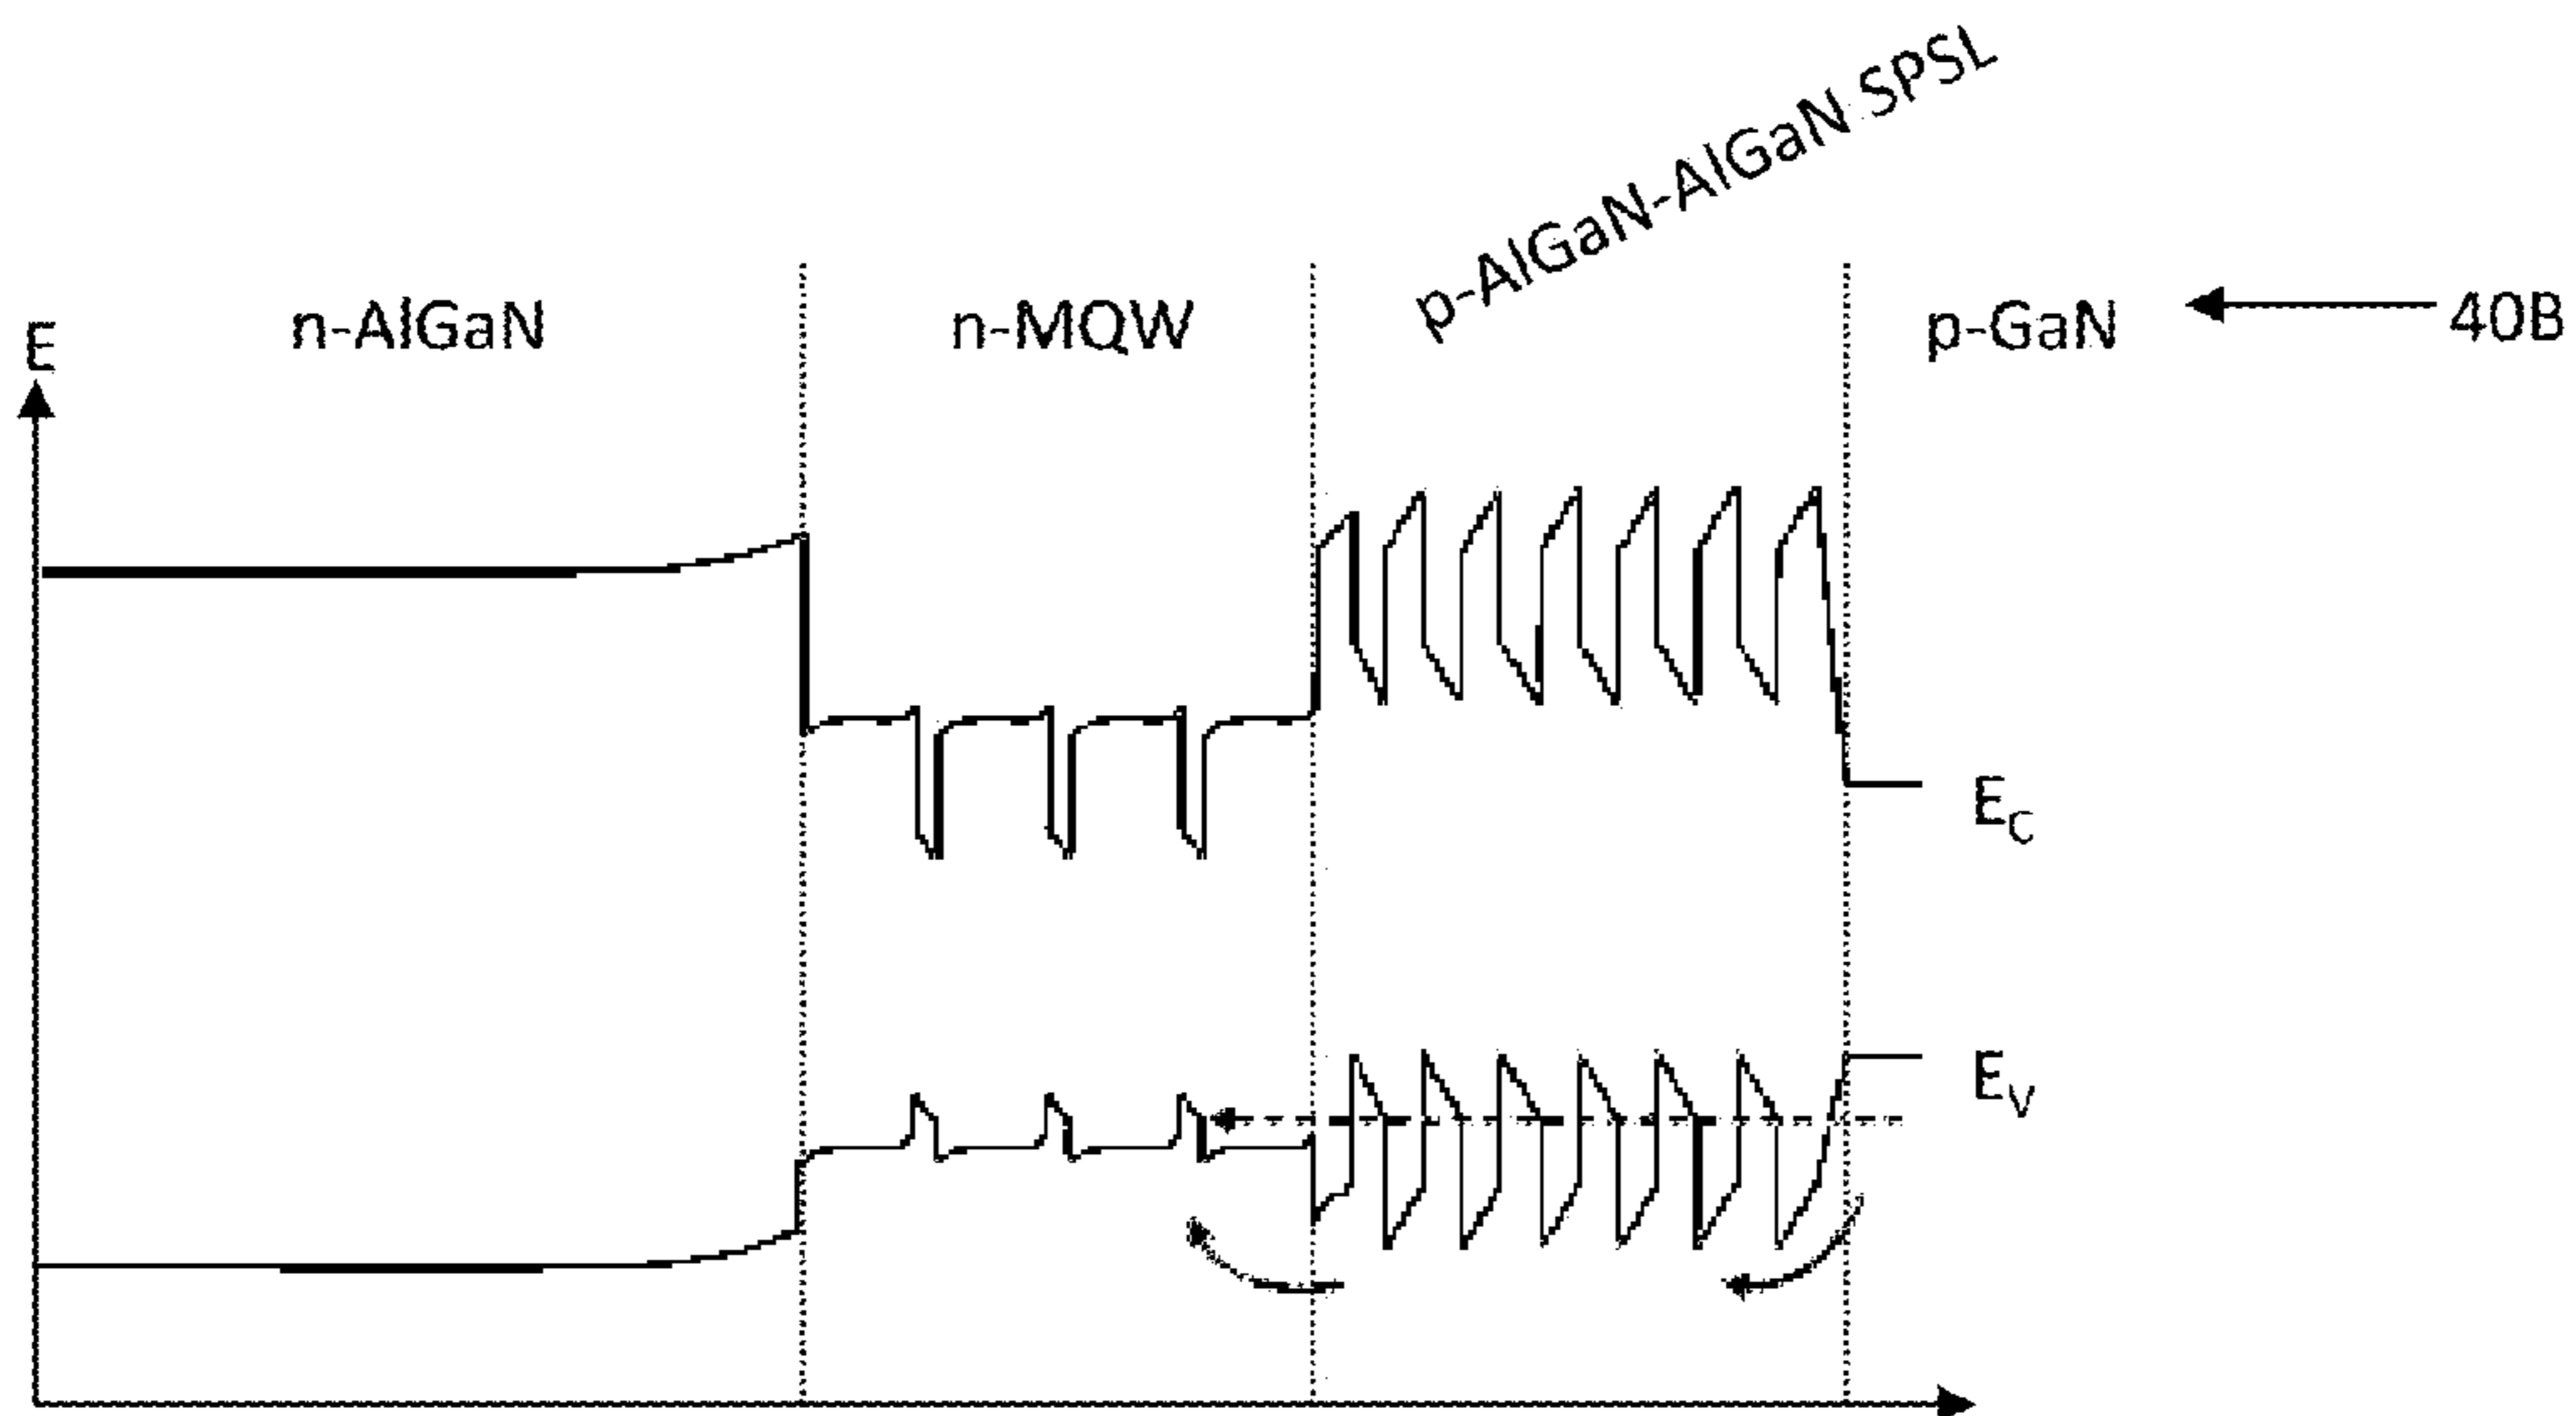 p-AlGaN-AlGaN SPSL
n-AlGaN
n-MQW
p-GaN
40B
E
E_C
E_V